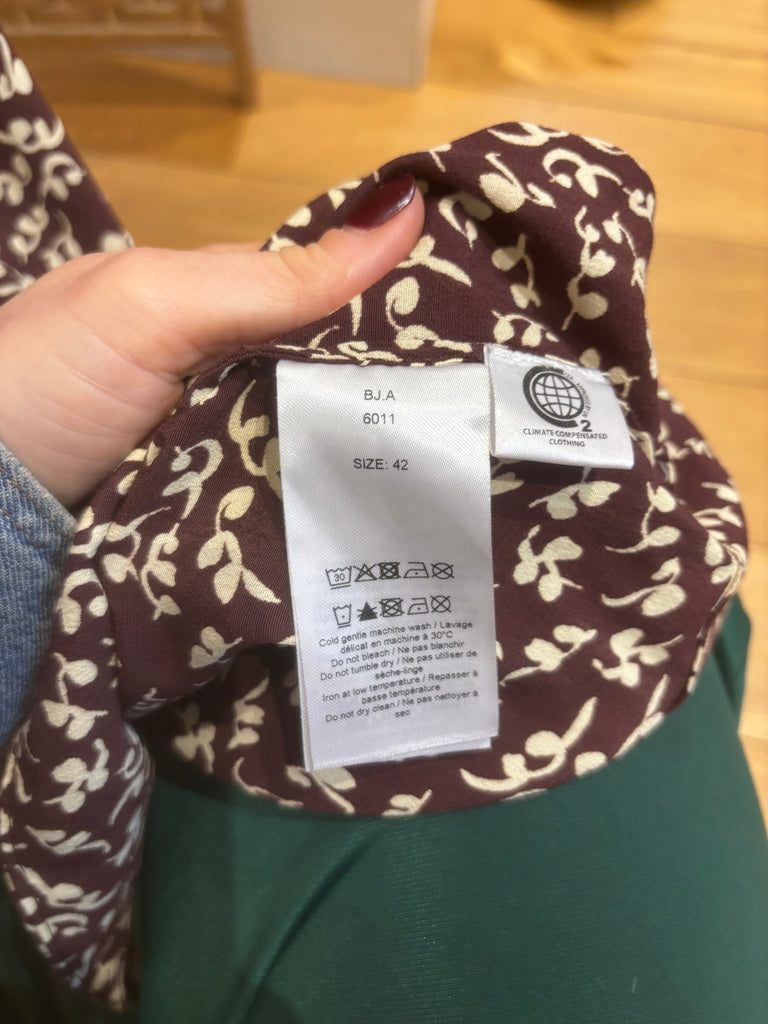 BJ.A
6011
SIZE: 42
30
Cold gentle machine wash / Lavage
délicat en machine à 30°C
Do not bleach / Ne pas blanchir
Do not tumble dry / Ne pas utiliser de
sèche-linge
Iron at low temperature / Repasser à
basse température
Do not dry clean / Ne pas nettoyer à
sec
2
CLIMATE COMPENSATED
CLOTHING